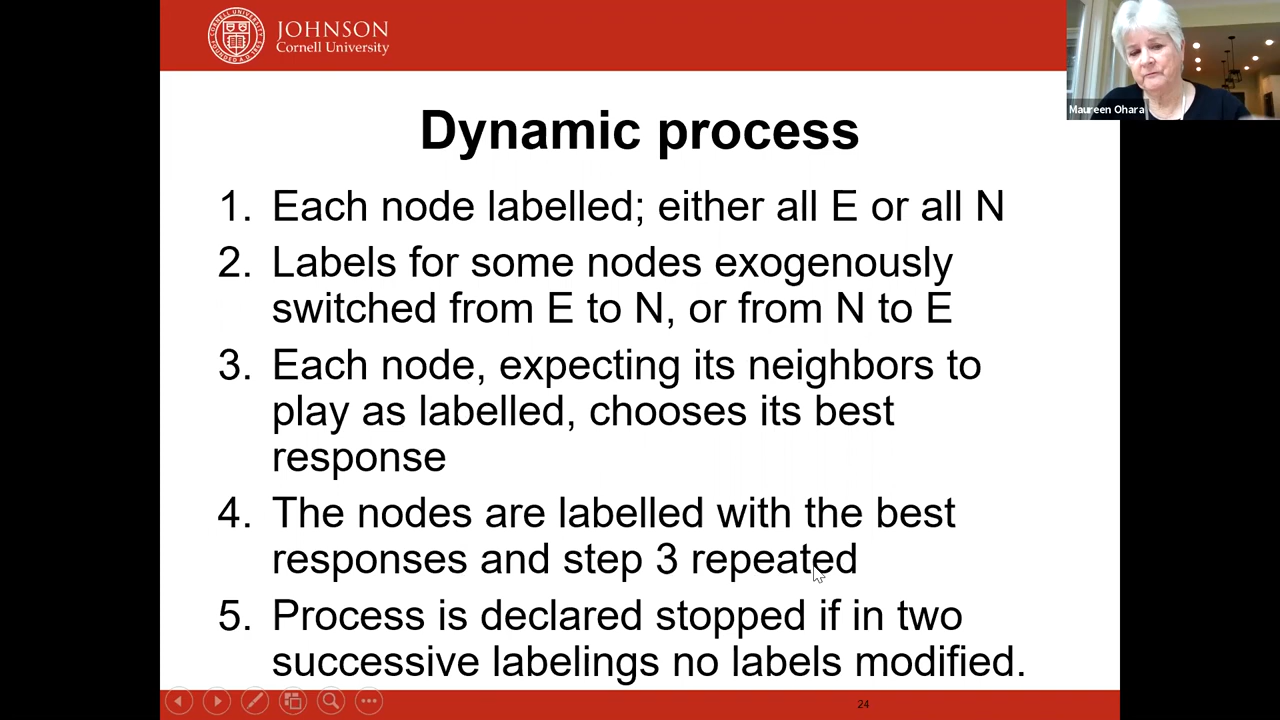 JOHNSON
Cornell University
Maureen Ohara
Dynamic process
1. Each node labelled; either all E or all N
2. Labels for some nodes exogenously
switched from E to N, or from N to E
3. Each node, expecting its neighbors to
play as labelled, chooses its best
response
4. The nodes are labelled with the best
responses and step 3 repeated
5. Process is declared stopped if in two
successive labelings no labels modified.
24